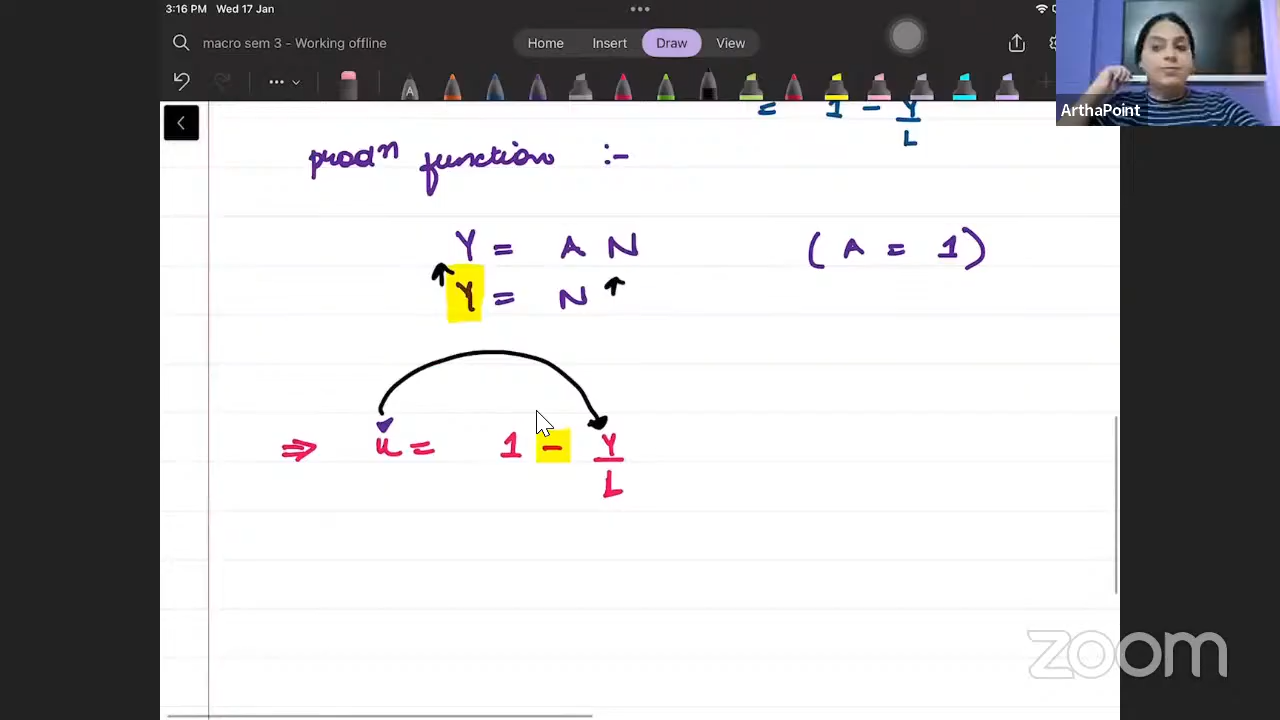 3:16 PM Wed 17 Jan
macro sem 3 - Working offline
Home Insert Draw View
ArthaPoint
= 1 - Y/L
prodn function :-
Y = A N (A = 1)
↑ Y = N ↑
⇒ u = 1 - Y/L
zoom